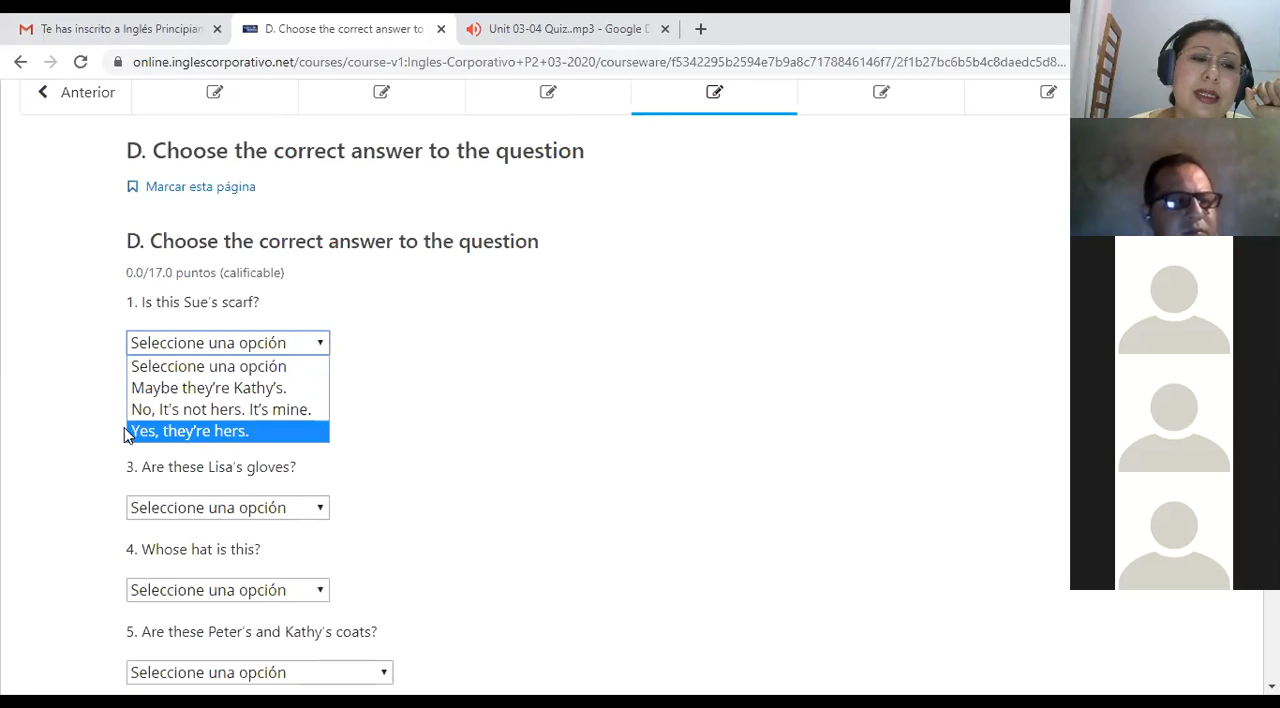 Te has inscrito a Inglés Principian
D. Choose the correct answer to
Unit 03-04 Quiz..mp3 - Google D
online.inglescorporativo.net/courses/course-v1:Ingles-Corporativo+P2+03-2020/courseware/f5342295b2594e7b9a8c7178846146f7/2f1b27bc6b5b4c8daedc5d8...
Anterior
D. Choose the correct answer to the question
Marcar esta página
D. Choose the correct answer to the question
0.0/17.0 puntos (calificable)
1. Is this Sue's scarf?
Seleccione una opción
Seleccione una opción
Maybe they're Kathy's.
No, It's not hers. It's mine.
Yes, they're hers.
3. Are these Lisa's gloves?
Seleccione una opción
4. Whose hat is this?
Seleccione una opción
5. Are these Peter's and Kathy's coats?
Seleccione una opción